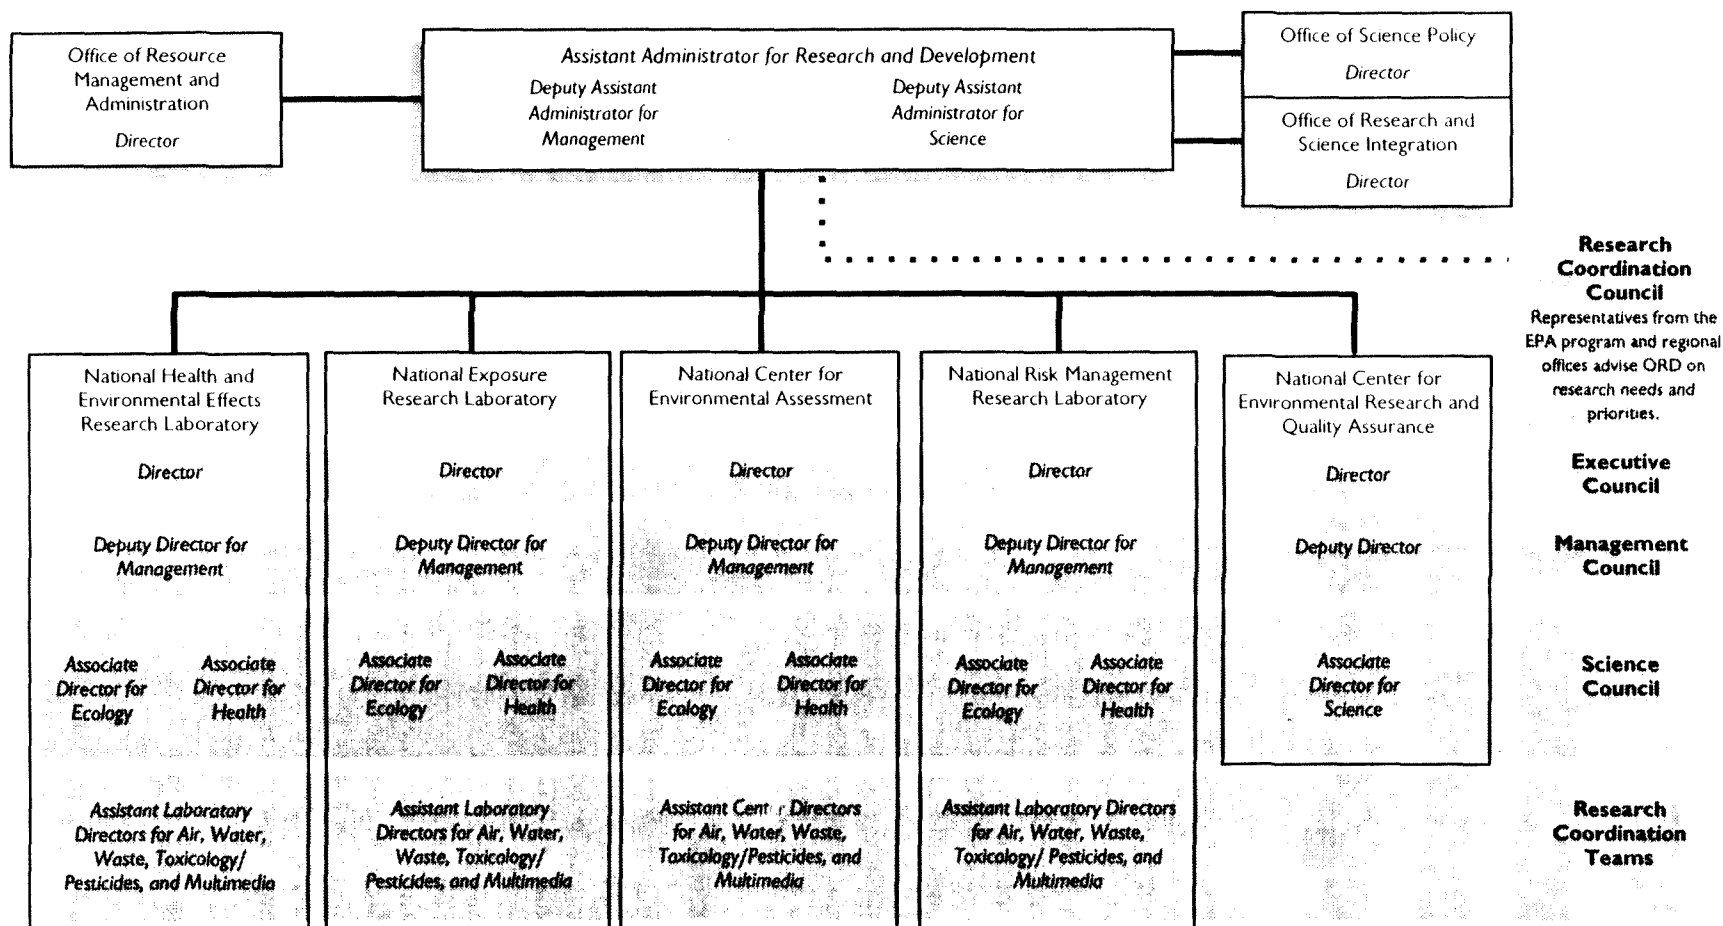 Office of Resource
Management and
Administration
Director
Assistant Administrator for Research and Development
Deputy Assistant
Administrator for
Management
Deputy Assistant
Administrator for
Science
Office of Science Policy
Director
Office of Research and
Science Integration
Director
Research
Coordination
Council
Representatives from the
EPA program and regional
offices advise ORD on
research needs and
priorities.
National Health and
Environmental Effects
Research Laboratory
Director
Deputy Director for
Management
Associate
Director for
Ecology
Associate
Director for
Health
Assistant Laboratory
Directors for Air, Water,
Waste, Toxicology/
Pesticides, and Multimedia
National Exposure
Research Laboratory
Director
Deputy Director for
Management
Associate
Director for
Ecology
Associate
Director for
Health
Assistant Laboratory
Directors for Air, Water,
Waste, Toxicology/
Pesticides, and Multimedia
National Center for
Environmental Assessment
Director
Deputy Director for
Management
Associate
Director for
Ecology
Associate
Director for
Health
Assistant Cent r Directors
for Air, Water, Waste,
Toxicology/Pesticides, and
Multimedia
National Risk Management
Research Laboratory
Director
Deputy Director for
Management
Associate
Director for
Ecology
Associate
Director for
Health
Assistant Laboratory Directors
for Air, Water, Waste,
Toxicology/ Pesticides, and
Multimedia
National Center for
Environmental Research and
Quality Assurance
Director
Deputy Director
Associate
Director for
Science
Executive
Council
Management
Council
Science
Council
Research
Coordination
Teams